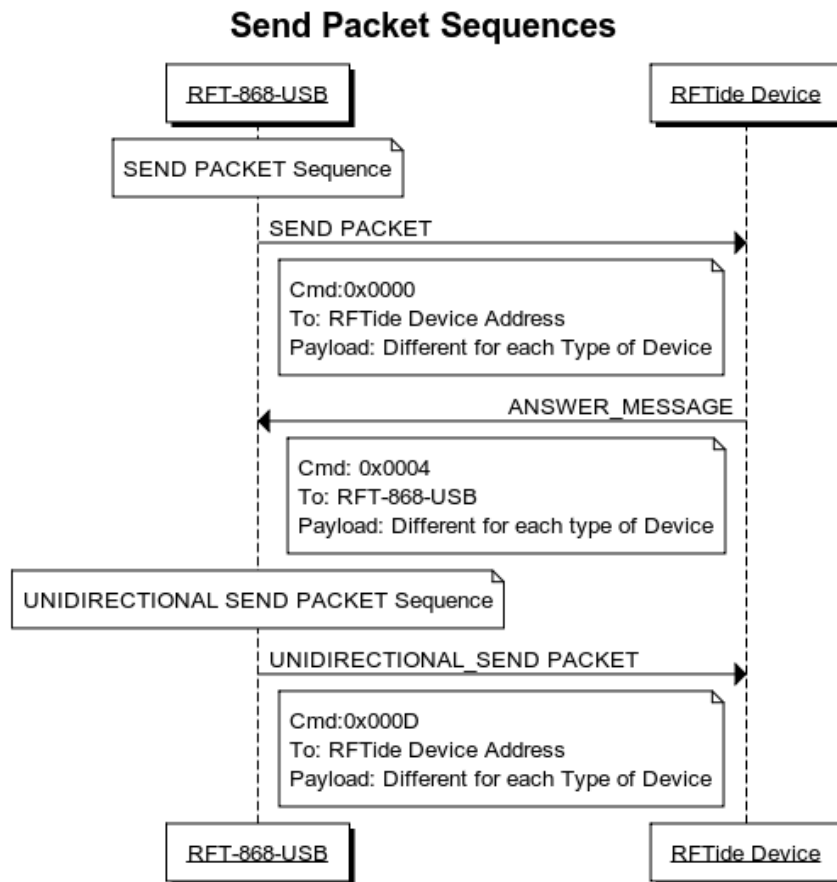 Send Packet Sequences
RFT-868-USB
RFTide Device
SEND PACKET Sequence
SEND PACKET
Cmd:0x0000
To: RFTide Device Address
Payload: Different for each Type of Device
ANSWER_MESSAGE
Cmd: 0x0004
To: RFT-868-USB
Payload: Different for each type of Device
UNIDIRECTIONAL SEND PACKET Sequence
UNIDIRECTIONAL_SEND PACKET
Cmd:0x000D
To: RFTide Device Address
Payload: Different for each Type of Device
RFT-868-USB
RFTide Device